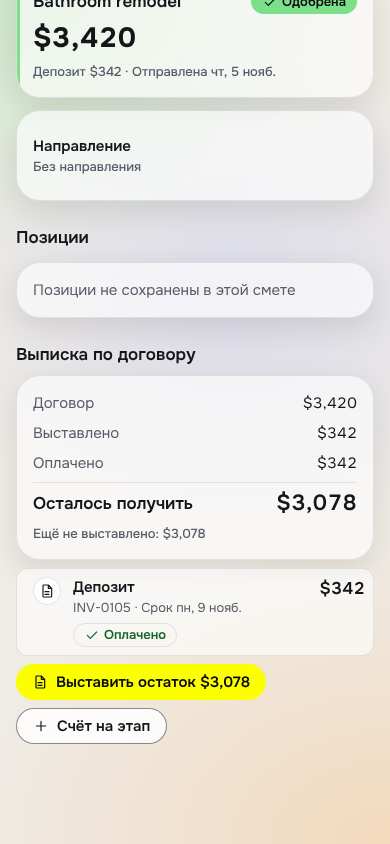 Bathroom remodel
Одобрена
$3,420
Депозит $342 · Отправлена чт, 5 нояб.
Направление
Без направления
Позиции
Позиции не сохранены в этой смете
Выписка по договору
Договор $3,420
Выставлено $342
Оплачено $342
Осталось получить $3,078
Ещё не выставлено: $3,078
Депозит $342
INV-0105 · Срок пн, 9 нояб.
Оплачено
Выставить остаток $3,078
Счёт на этап